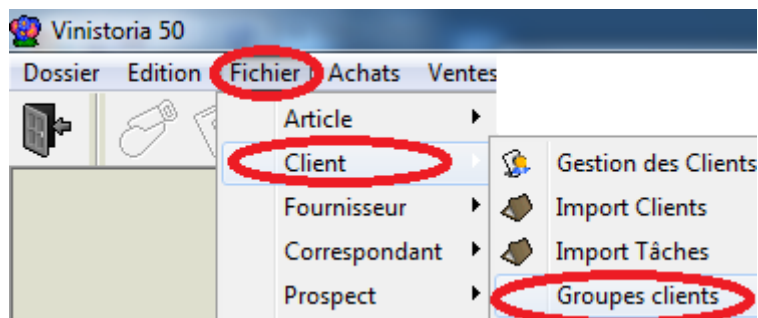 Vinistoria 50
Dossier Edition Fichier Achats Ventes
Article
Client
Gestion des Clients
Fournisseur
Import Clients
Correspondant
Import Tâches
Prospect
Groupes clients